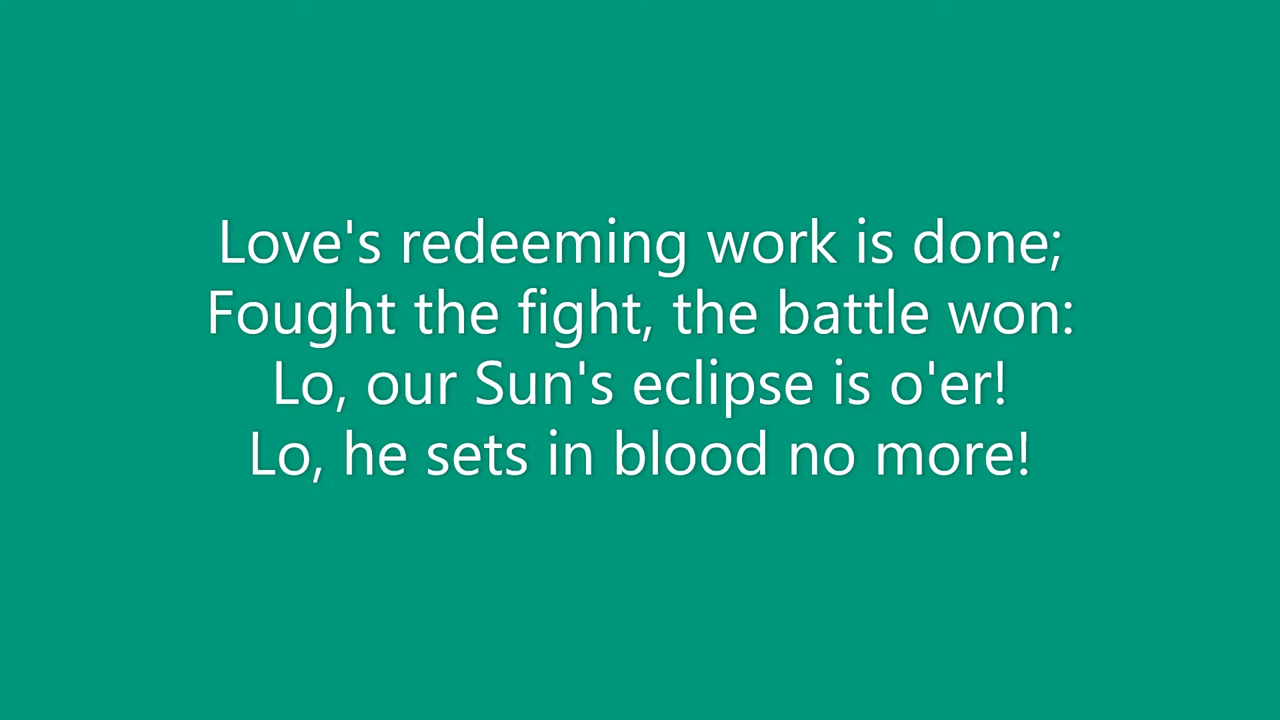 Love's redeeming work is done;
Fought the fight, the battle won:
Lo, our Sun's eclipse is o'er!
Lo, he sets in blood no more!